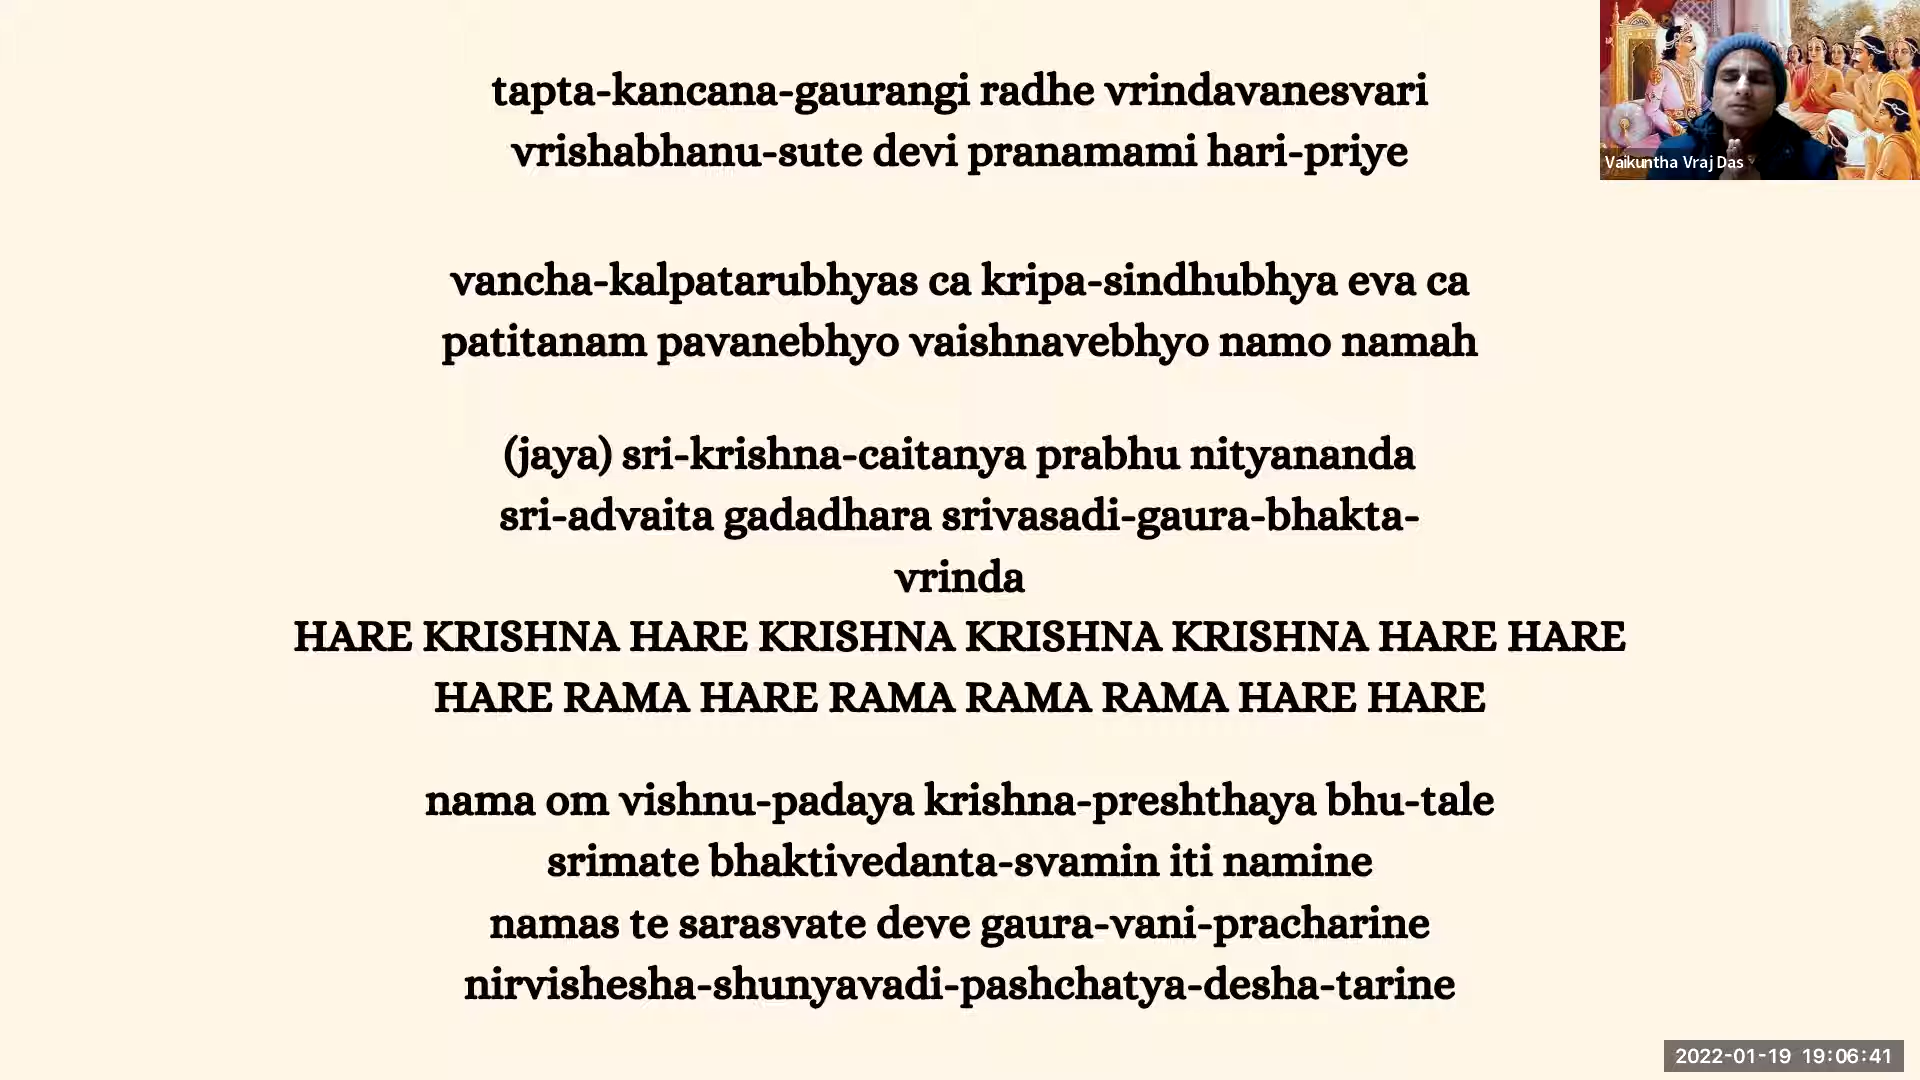 tapta-kancana-gaurangi radhe vrindavanesvari
vrishabhanu-sute devi pranamami hari-priye
vancha-kalpatarubhyas ca kripa-sindhubhya eva ca
patitanam pavanebhyo vaishnavebhyo namo namah
(jaya) sri-krishna-caitanya prabhu nityananda
sri-advaita gadadhara srivasadi-gaura-bhakta-
vrinda
HARE KRISHNA HARE KRISHNA KRISHNA KRISHNA HARE HARE
HARE RAMA HARE RAMA RAMA RAMA HARE HARE
nama om vishnu-padaya krishna-preshthaya bhu-tale
srimate bhaktivedanta-svamin iti namine
namas te sarasvate deve gaura-vani-pracharine
nirvishesha-shunyavadi-pashchatya-desha-tarine
Vaikuntha Vraj Das
2022-01-19 19:06:41